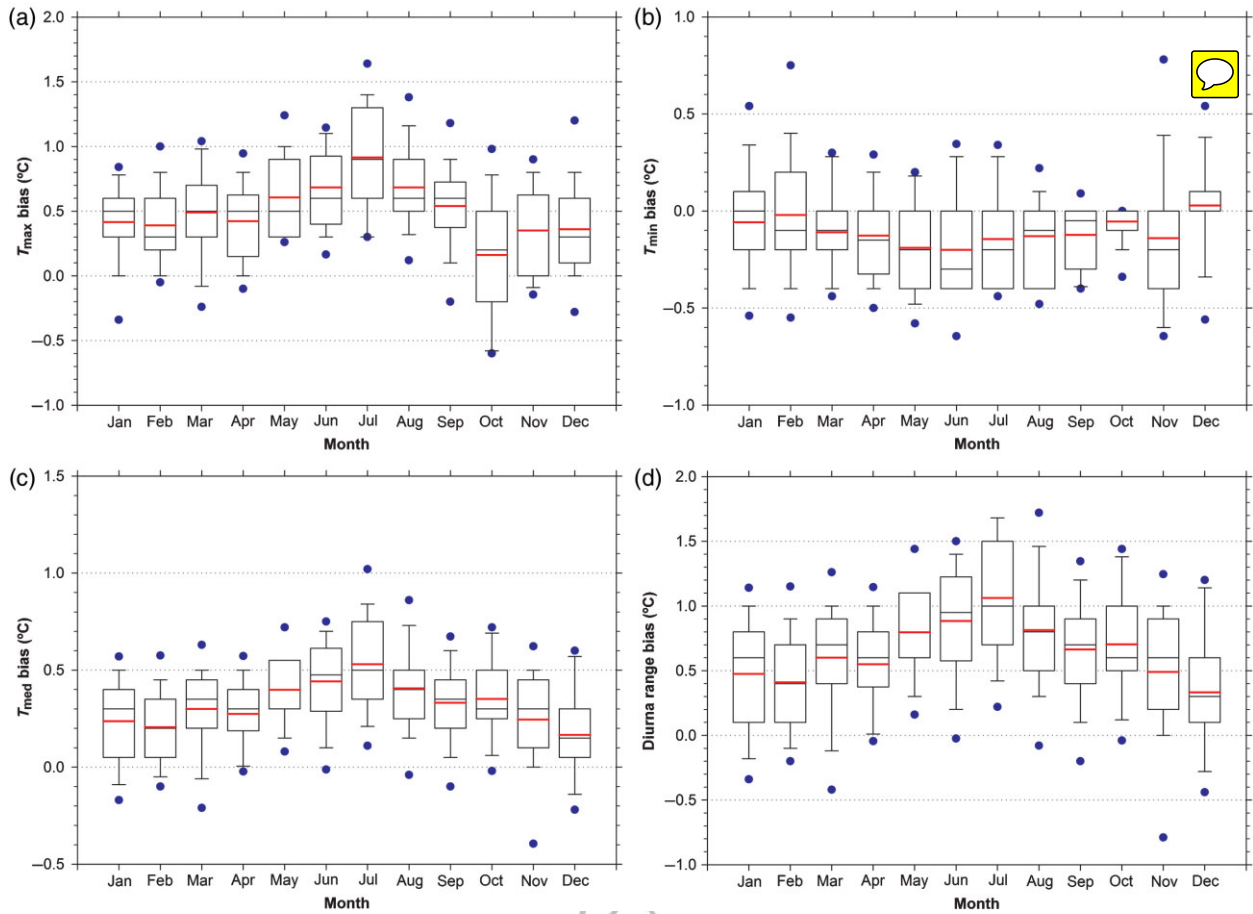 (a)
2.0
1.5
1.0
0.5
0.0
–0.5
–1.0
Tmax bias (ºC)
Jan Feb Mar Apr May Jun Jul Aug Sep Oct Nov Dec
Month
(b)
1.0
0.5
0.0
–0.5
–1.0
Tmin bias (ºC)
Jan Feb Mar Apr May Jun Jul Aug Sep Oct Nov Dec
Month
(c)
1.5
1.0
0.5
0.0
–0.5
Tmed bias (ºC)
Jan Feb Mar Apr May Jun Jul Aug Sep Oct Nov Dec
Month
(d)
2.0
1.5
1.0
0.5
0.0
–0.5
–1.0
Diurna range bias (ºC)
Jan Feb Mar Apr May Jun Jul Aug Sep Oct Nov Dec
Month